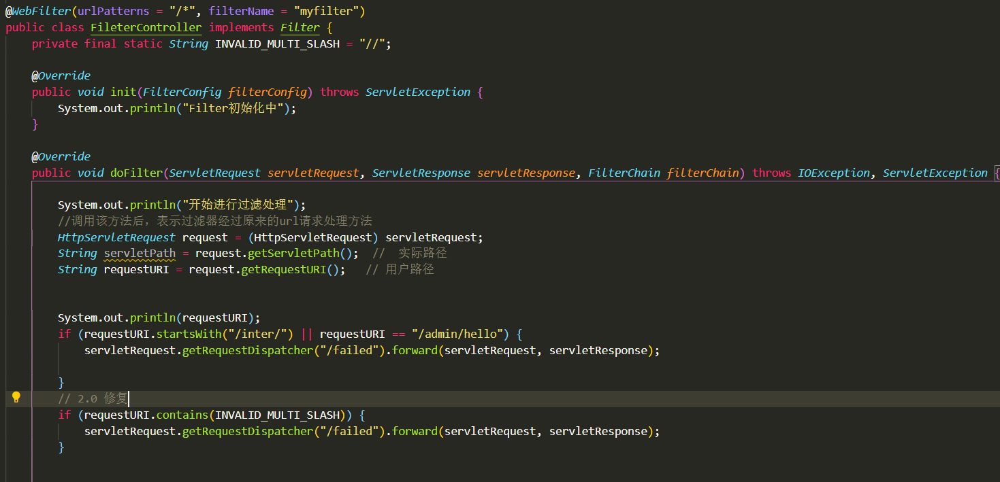 @WebFilter(urlPatterns = "/*", filterName = "myfilter")
public class FileterController implements Filter {
    private final static String INVALID_MULTI_SLASH = "//";
    @Override
    public void init(FilterConfig filterConfig) throws ServletException {
        System.out.println("Filter初始化中");
    }
    @Override
    public void doFilter(ServletRequest servletRequest, ServletResponse servletResponse, FilterChain filterChain) throws IOException, ServletException {
        System.out.println("开始进行过滤处理");
        //调用该方法后，表示过滤器经过原来的url请求处理方法
        HttpServletRequest request = (HttpServletRequest) servletRequest;
        String servletPath = request.getServletPath();  //  实际路径
        String requestURI = request.getRequestURI();   // 用户路径
        System.out.println(requestURI);
        if (requestURI.startsWith("/inter/") || requestURI == "/admin/hello") {
            servletRequest.getRequestDispatcher("/failed").forward(servletRequest, servletResponse);
        }
        // 2.0 修复
        if (requestURI.contains(INVALID_MULTI_SLASH)) {
            servletRequest.getRequestDispatcher("/failed").forward(servletRequest, servletResponse);
        }